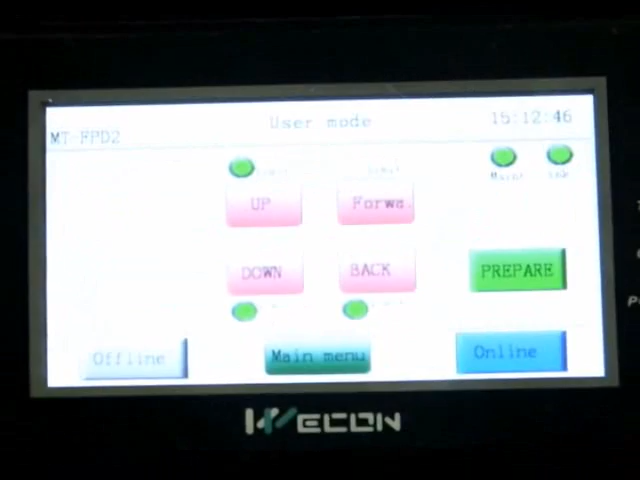 User mode
15:12:46
MT-FPD2
UP
Forwa
DOWN
BACK
PREPARE
Offline
Main menu
Online
WECON